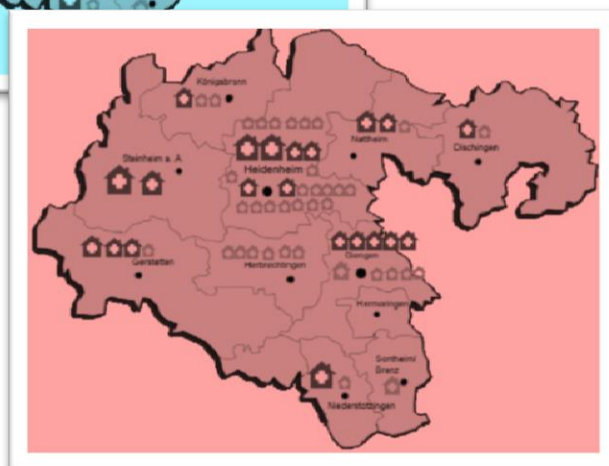 Königsbronn
Nattheim
Dischingen
Steinheim a. A.
Heidenheim
Gerstetten
Herbrechtingen
Giengen
Hermaringen
Sontheim/
Brenz
Niederstotzingen